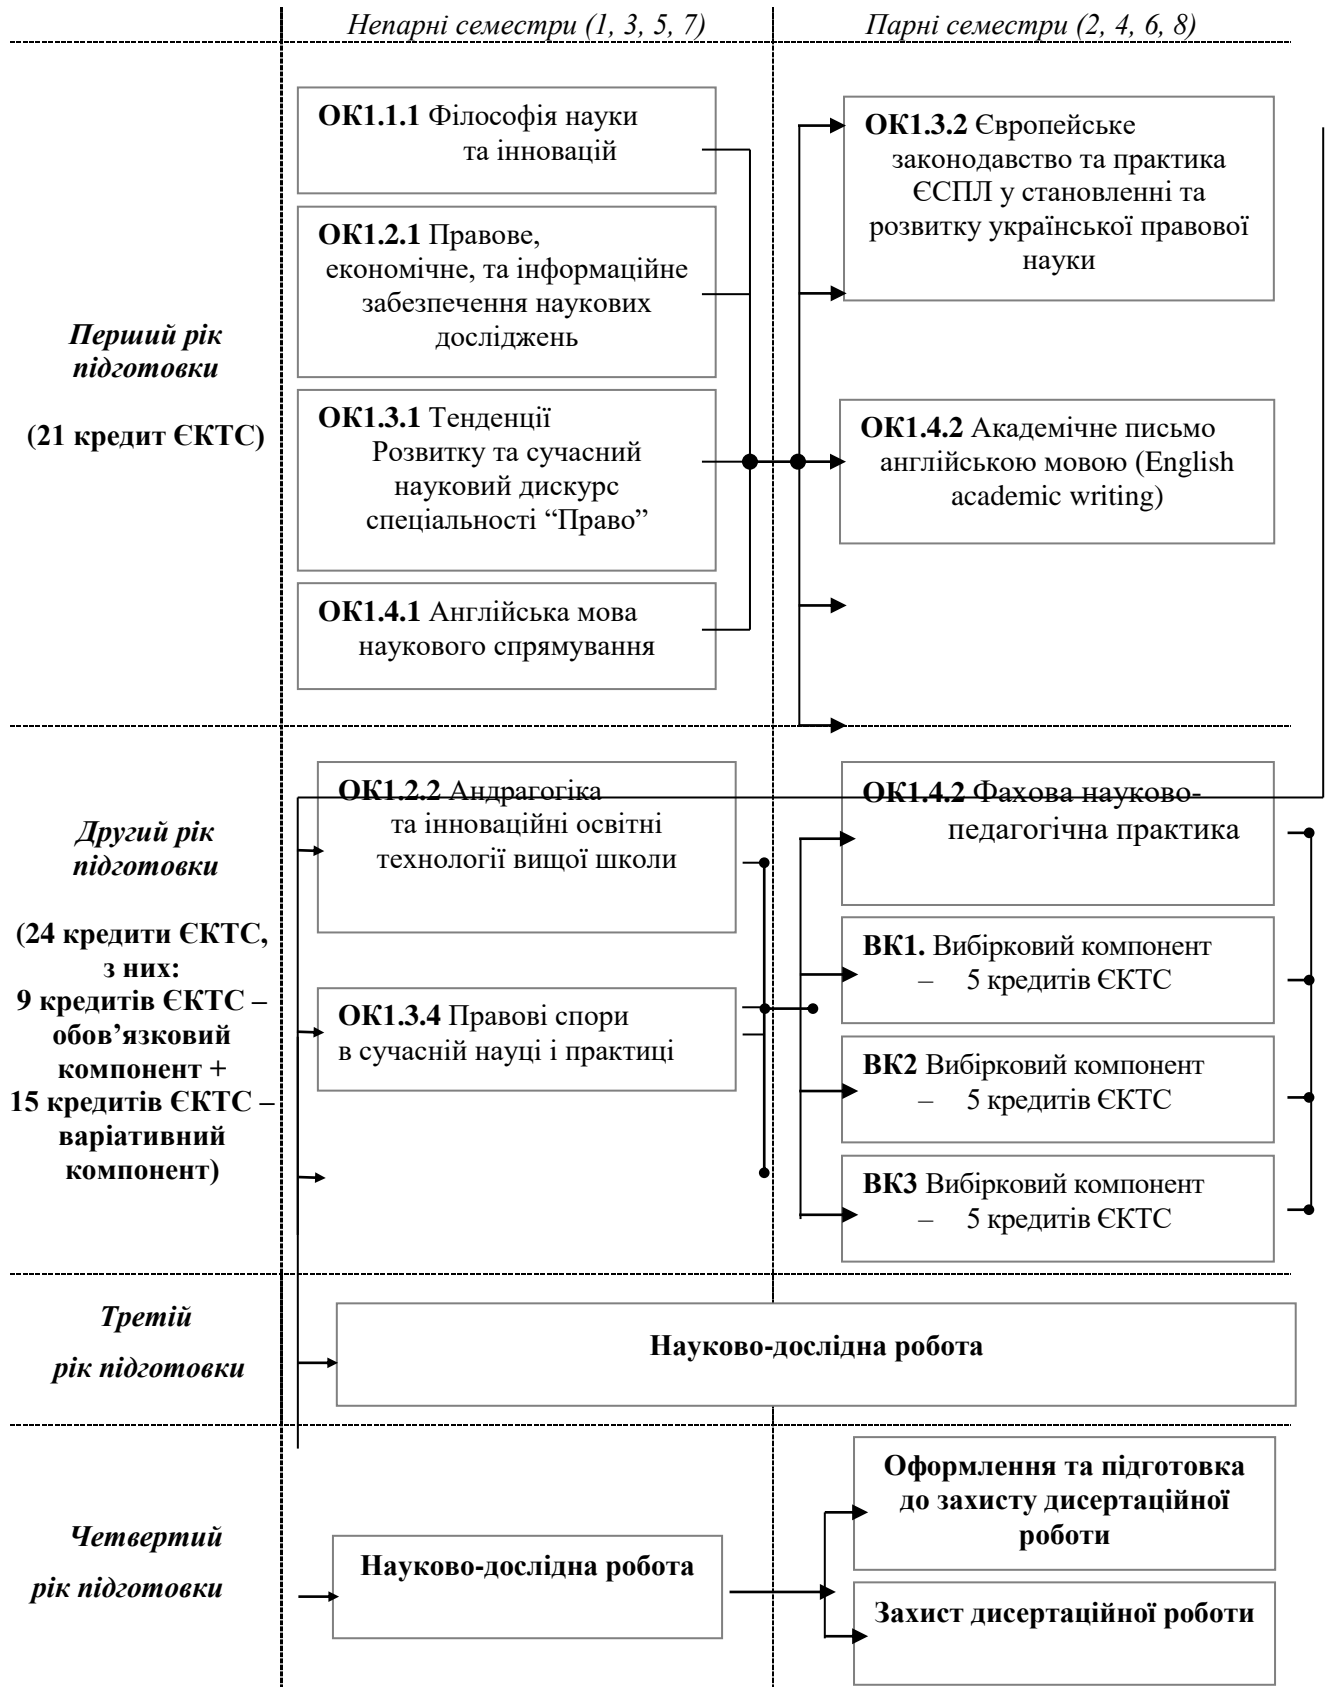 Непарні семестри (1, 3, 5, 7)
Парні семестри (2, 4, 6, 8)
Перший рік
підготовки
(21 кредит ЄКТС)
ОК1.1.1 Філософія науки
та інновацій
ОК1.2.1 Правове,
економічне, та інформаційне
забезпечення наукових
досліджень
ОК1.3.1 Тенденції
Розвитку та сучасний
науковий дискурс
спеціальності “Право”
ОК1.4.1 Англійська мова
наукового спрямування
ОК1.3.2 Європейське
законодавство та практика
ЄСПЛ у становленні та
розвитку української правової
науки
ОК1.4.2 Академічне письмо
англійською мовою (English
academic writing)
Другий рік
підготовки
(24 кредити ЄКТС,
з них:
9 кредитів ЄКТС –
обов’язковий
компонент +
15 кредитів ЄКТС –
варіативний
компонент)
ОК1.2.2 Андрагогіка
та інноваційні освітні
технології вищої школи
ОК1.3.4 Правові спори
в сучасній науці і практиці
ОК1.4.2 Фахова науково-
педагогічна практика
ВК1. Вибірковий компонент
– 5 кредитів ЄКТС
ВК2 Вибірковий компонент
– 5 кредитів ЄКТС
ВК3 Вибірковий компонент
– 5 кредитів ЄКТС
Третій
рік підготовки
Науково-дослідна робота
Четвертий
рік підготовки
Науково-дослідна робота
Оформлення та підготовка
до захисту дисертаційної
роботи
Захист дисертаційної роботи